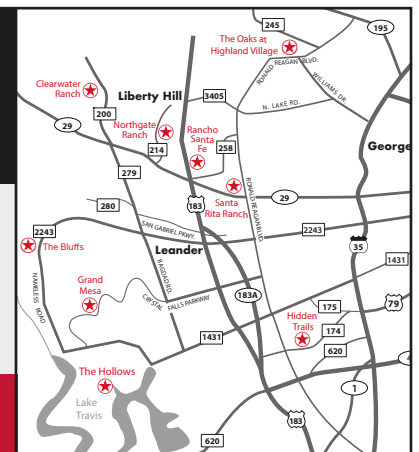 245
195
The Oaks at
Highland Village
RONALD REAGAN BLVD.
WILLIAMS DR.
Clearwater
Ranch
Liberty Hill
3405
N. LAKE RD.
200
29
Northgate
Ranch
Rancho
Santa
Fe
214
258
George
279
RONALD REAGAN BLVD.
280
183
Santa
Rita Ranch
29
2243
SAN GABRIEL PKWY.
2243
The Bluffs
Leander
35
1431
NAMELESS ROAD
Grand
Mesa
BAGDAD RD.
CRYSTAL FALLS PARKWAY
183A
175
79
Hidden
Trails
174
1431
620
4
The Hollows
Lake
Travis
1
183
620